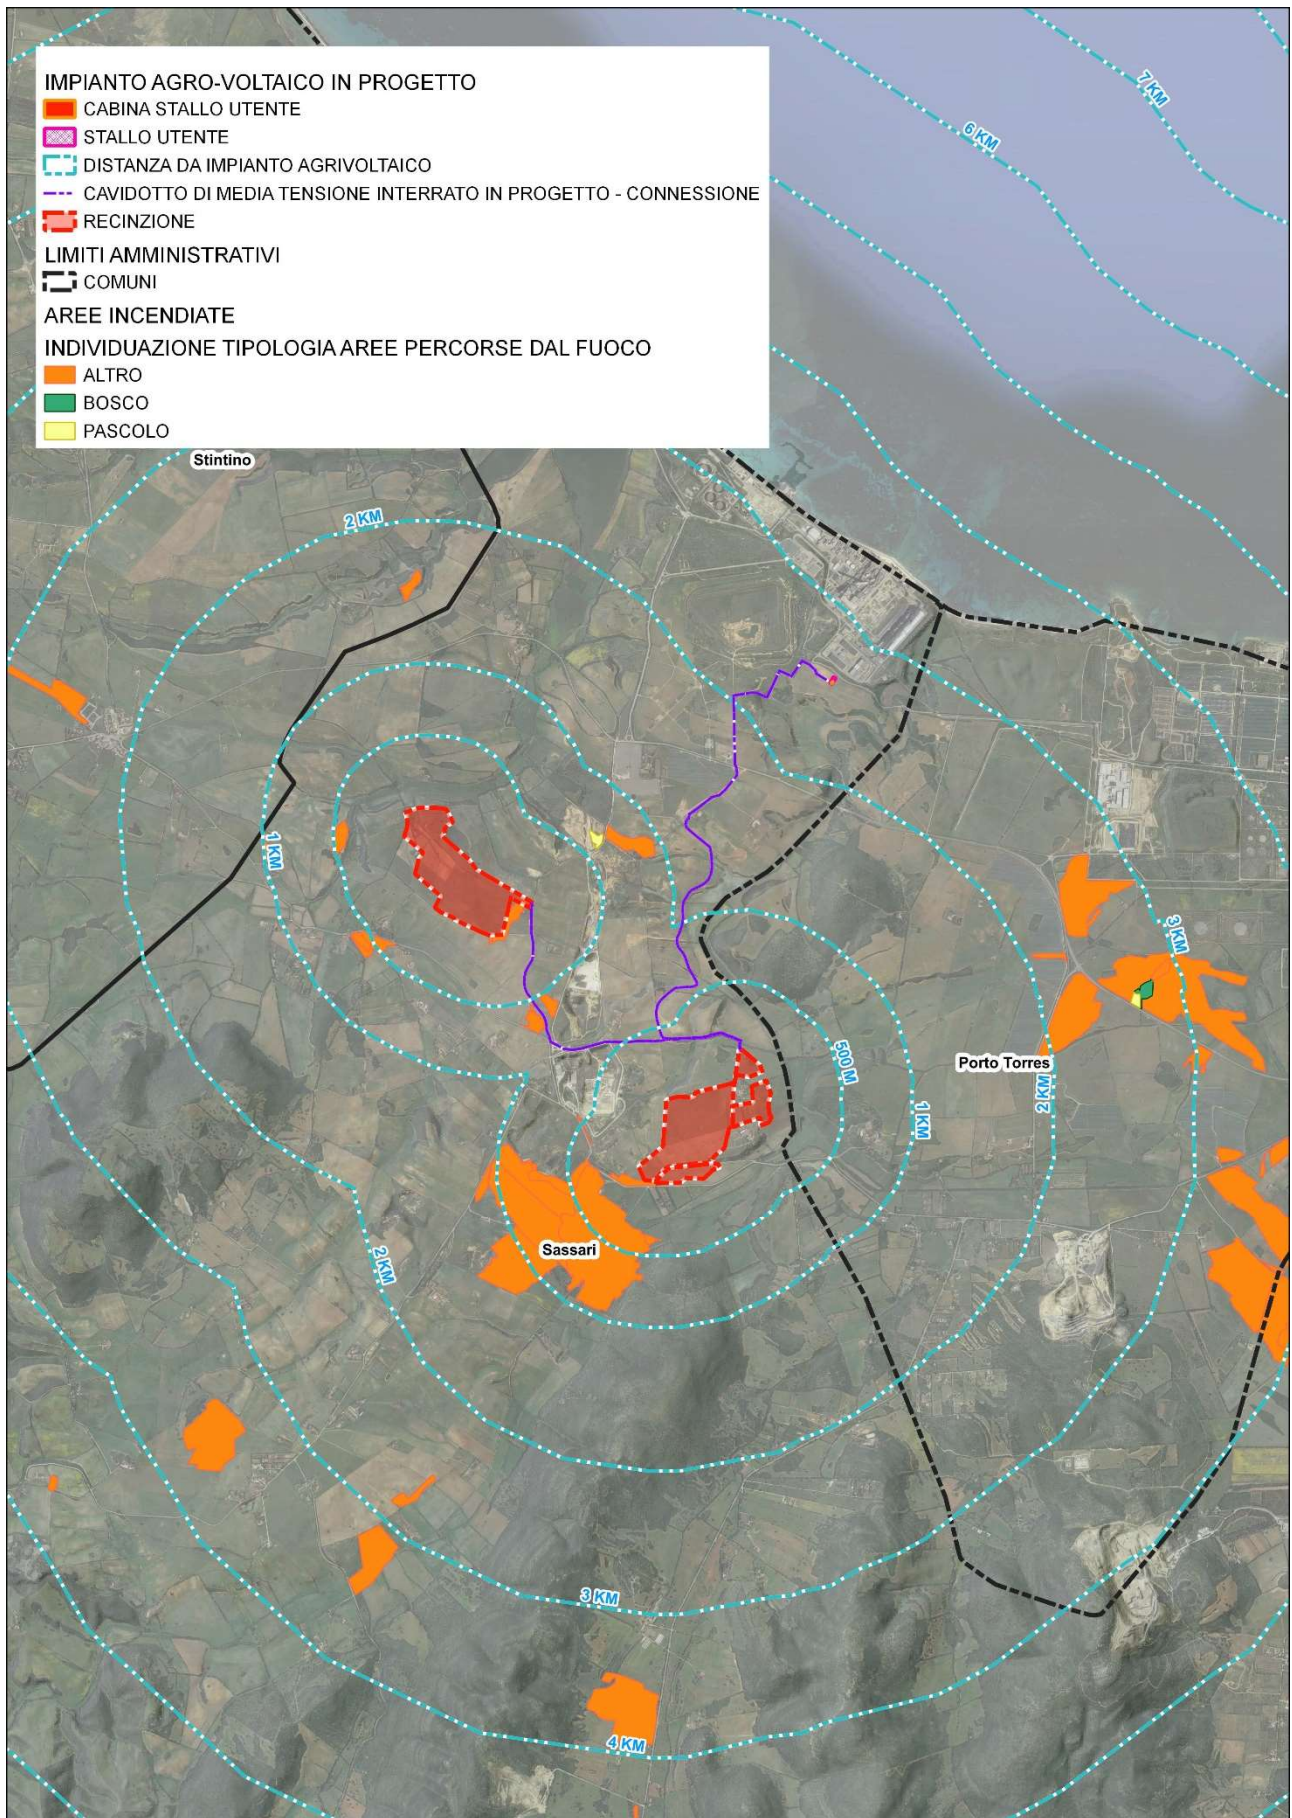 IMPIANTO AGRO-VOLTAICO IN PROGETTO
CABINA STALLO UTENTE
STALLO UTENTE
DISTANZA DA IMPIANTO AGRIVOLTAICO
CAVIDOTTO DI MEDIA TENSIONE INTERRATO IN PROGETTO - CONNESSIONE
RECINZIONE
LIMITI AMMINISTRATIVI
COMUNI
AREE INCENDIATE
INDIVIDUAZIONE TIPOLOGIA AREE PERCORSE DAL FUOCO
ALTRO
BOSCO
PASCOLO
7 KM
6 KM
Stintino
2 KM
1 KM
3 KM
500 M
Porto Torres
2 KM
1 KM
Sassari
2 KM
3 KM
4 KM